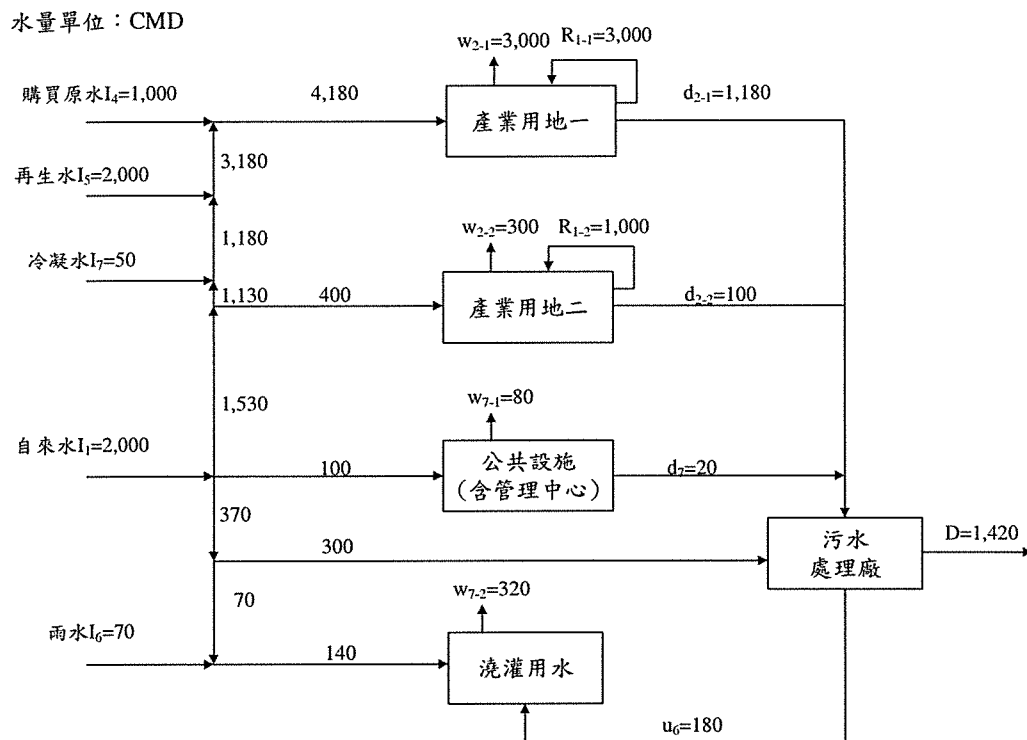 水量單位：CMD
w₂₋₁=3,000
R₁₋₁=3,000
購買原水I₄=1,000
4,180
產業用地一
d₂₋₁=1,180
3,180
再生水I₅=2,000
1,180
冷凝水I₇=50
w₂₋₂=300
R₁₋₂=1,000
1,130
400
產業用地二
d₂₋₂=100
1,530
w₇₋₁=80
自來水I₁=2,000
100
公共設施
（含管理中心）
d₇=20
370
300
污水
處理廠
D=1,420
70
w₇₋₂=320
雨水I₆=70
140
澆灌用水
u₆=180